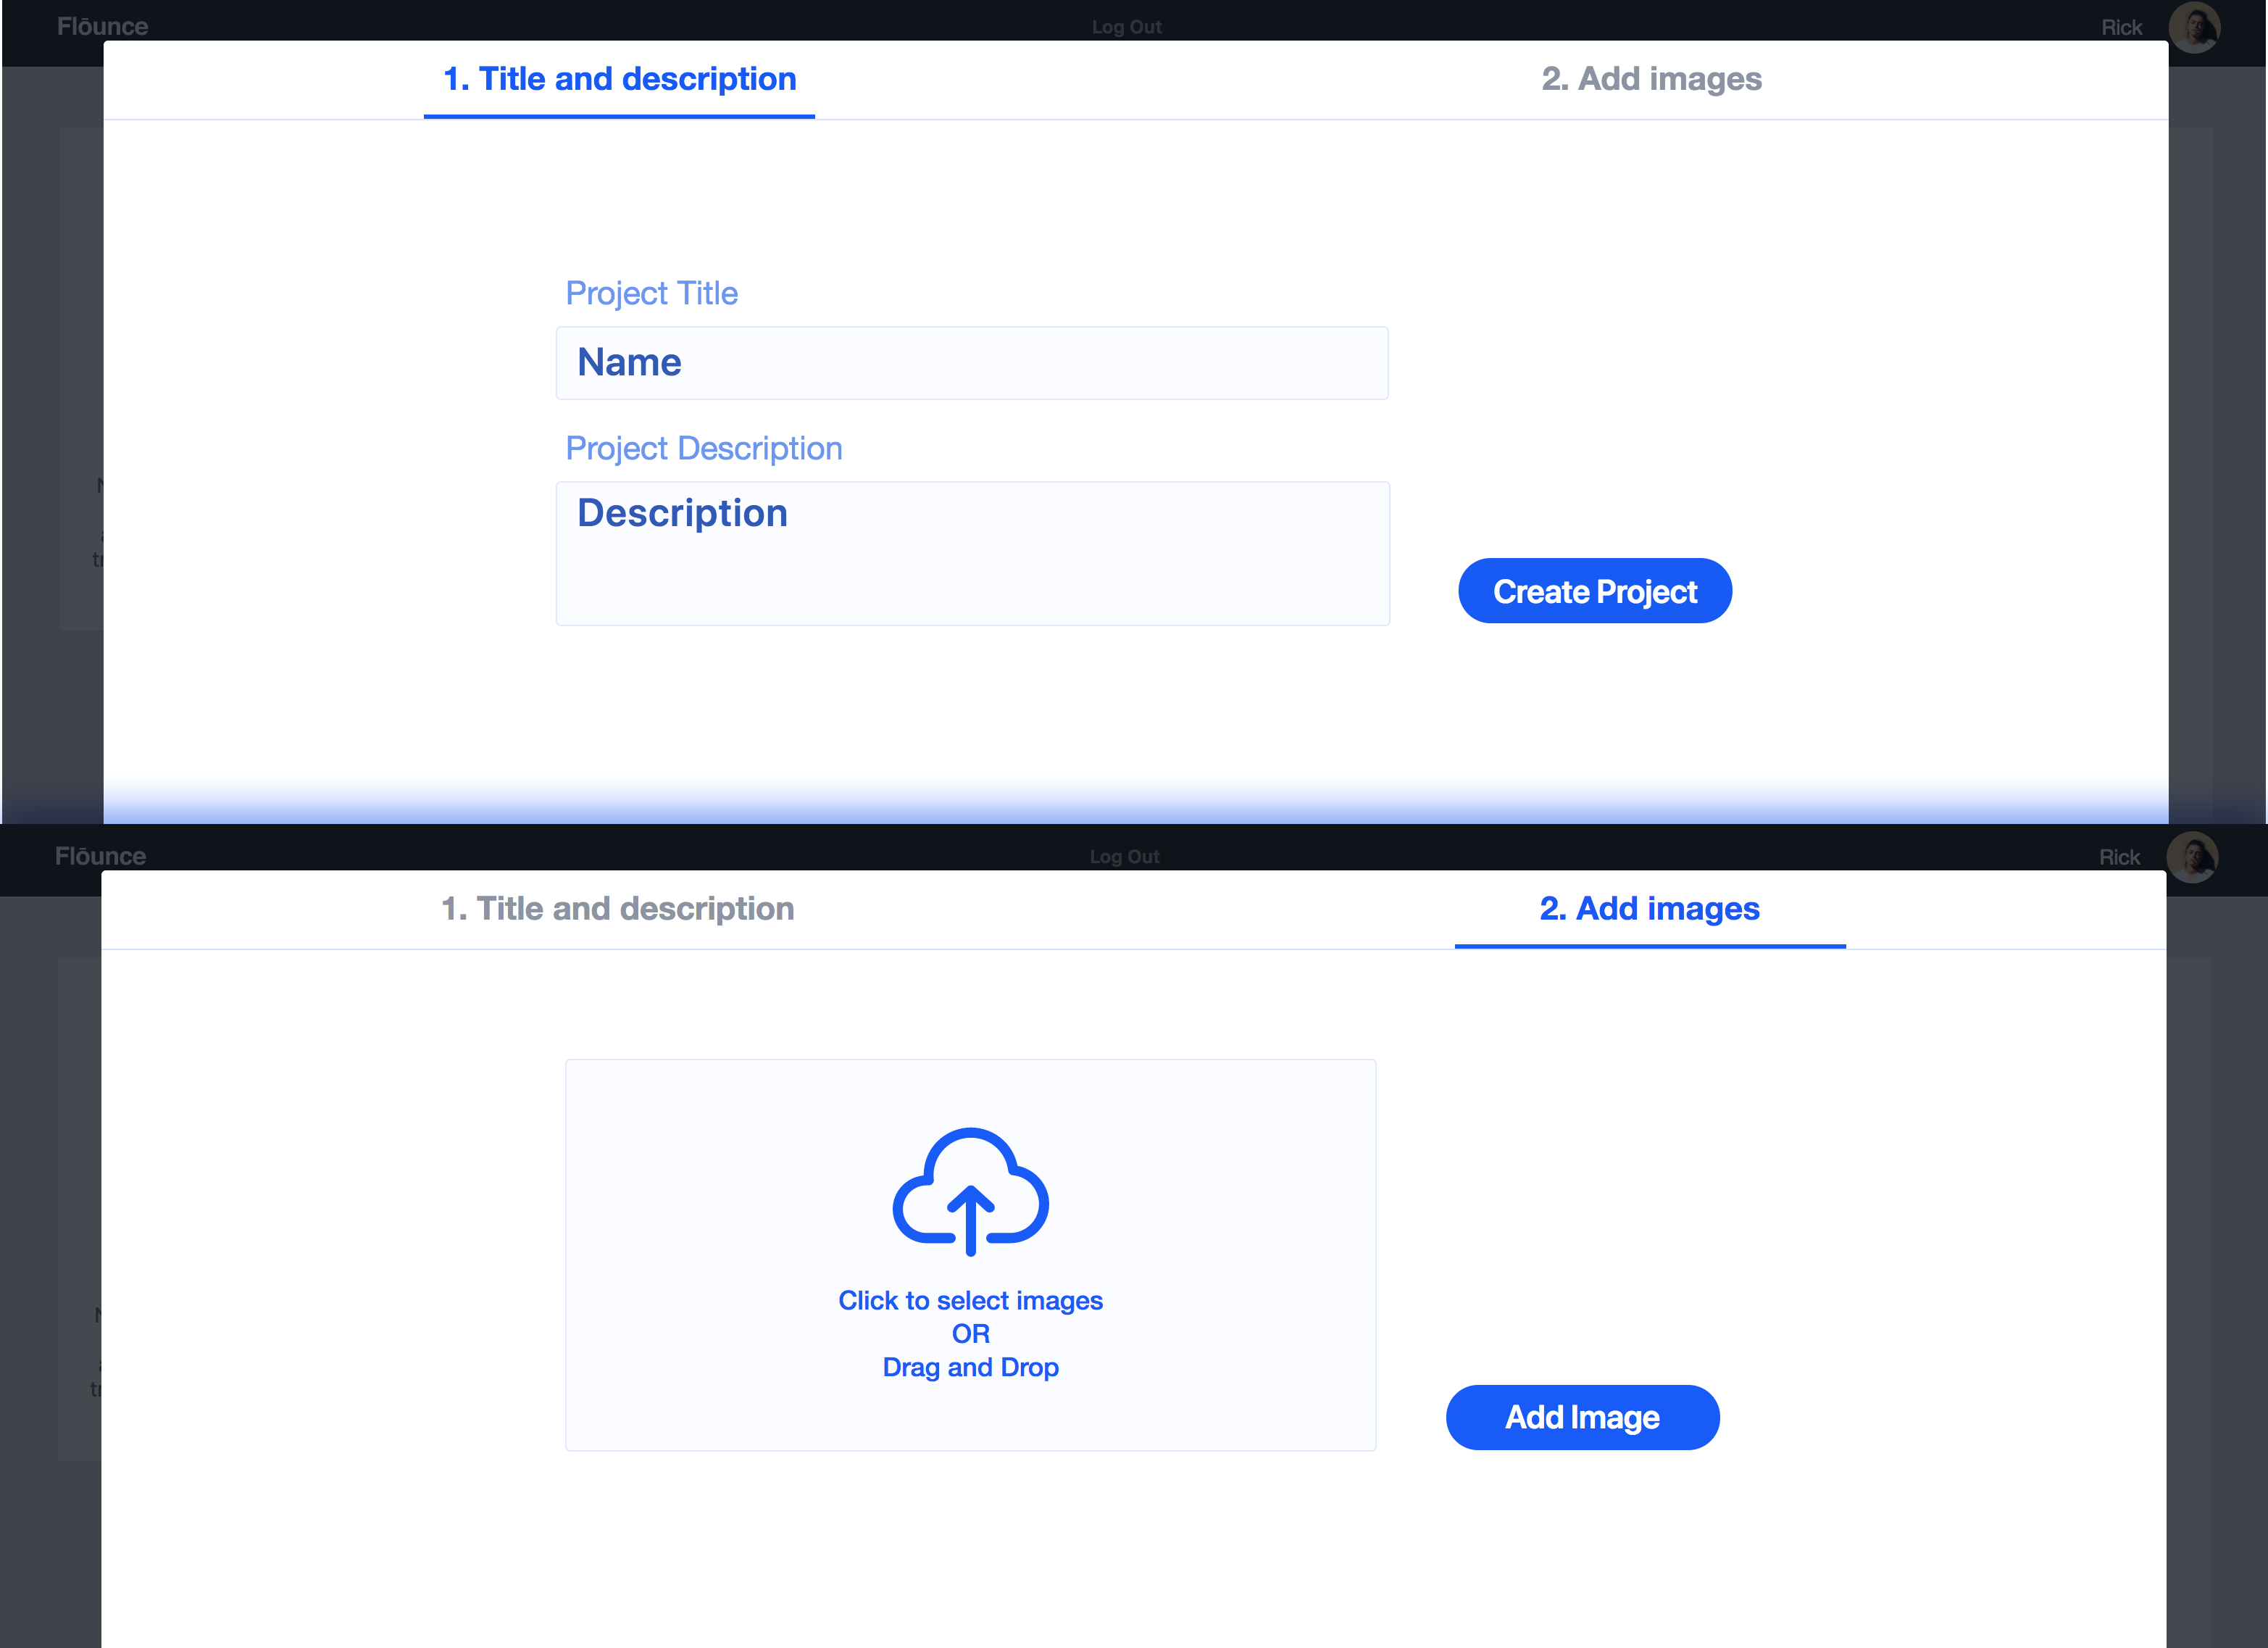 Flōunce
Log Out
Rick
1. Title and description
2. Add images
Project Title
Name
Project Description
Description
Create Project
Flōunce
Log Out
Rick
1. Title and description
2. Add images
Click to select images
OR
Drag and Drop
Add Image